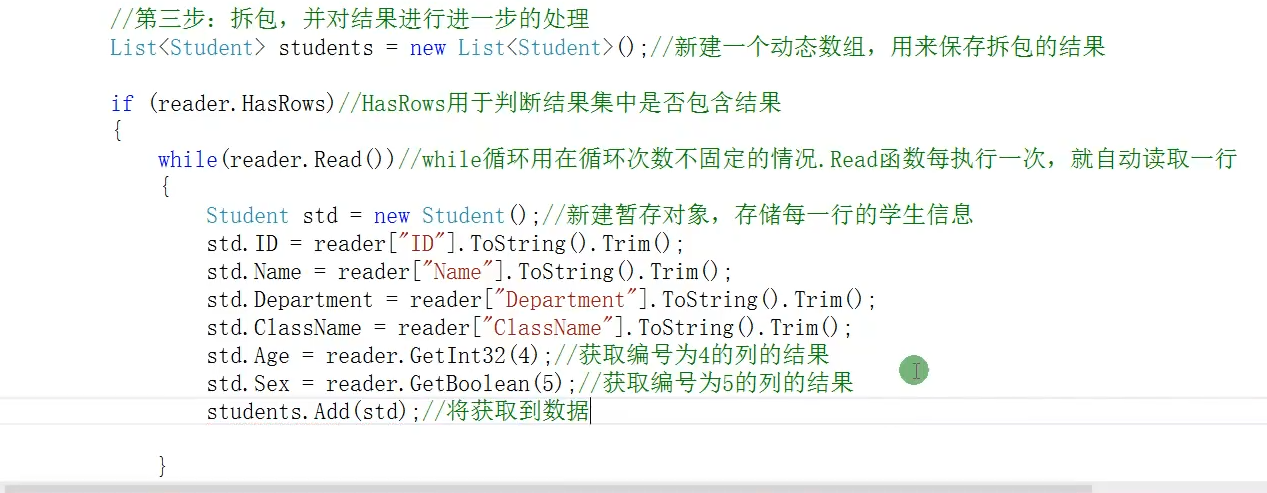 //第三步：拆包，并对结果进行进一步的处理
List<Student> students = new List<Student>();//新建一个动态数组，用来保存拆包的结果
if (reader.HasRows)//HasRows用于判断结果集中是否包含结果
{
while(reader.Read())//while循环用在循环次数不固定的情况.Read函数每执行一次，就自动读取一行
{
Student std = new Student();//新建暂存对象，存储每一行的学生信息
std.ID = reader["ID"].ToString().Trim();
std.Name = reader["Name"].ToString().Trim();
std.Department = reader["Department"].ToString().Trim();
std.ClassName = reader["ClassName"].ToString().Trim();
std.Age = reader.GetInt32(4);//获取编号为4的列的结果
std.Sex = reader.GetBoolean(5);//获取编号为5的列的结果
students.Add(std);//将获取到数据
}